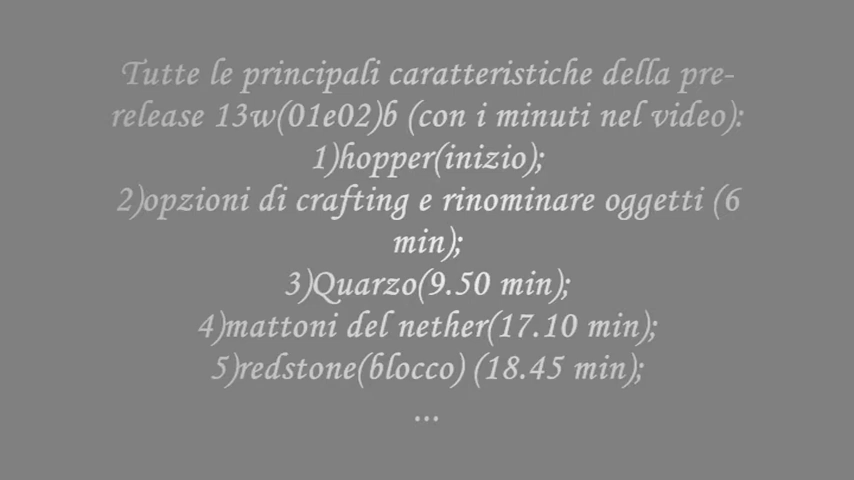 Tutte le principali caratteristiche della pre-
release 13w(01e02)b (con i minuti nel video):
1)hopper(inizio);
2)opzioni di crafting e rinominare oggetti (6
min);
3)Quarzo(9.50 min);
4)mattoni del nether(17.10 min);
5)redstone(blocco) (18.45 min);
...